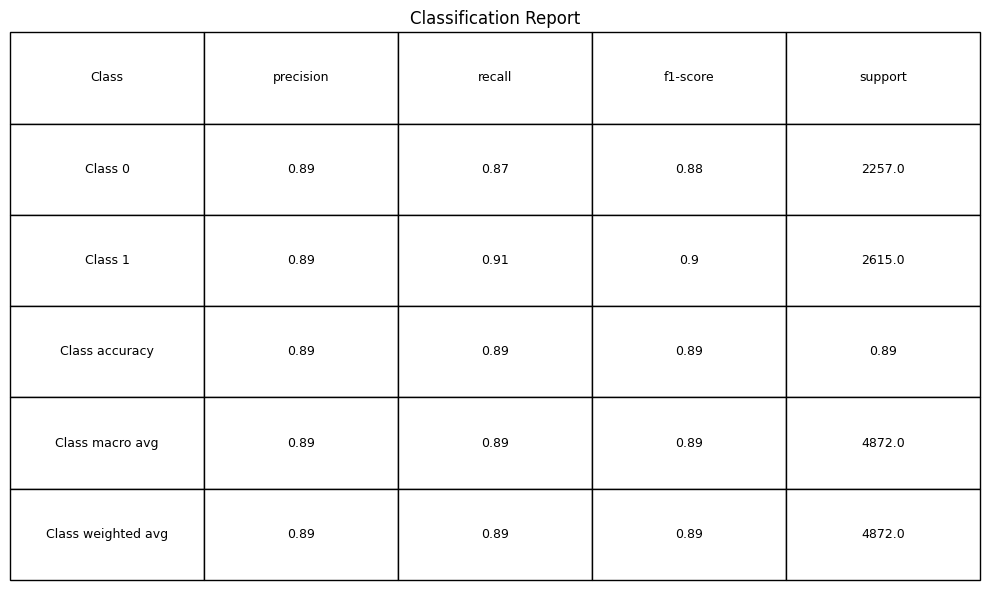 Classification Report
Class precision recall f1-score support
Class 0 0.89 0.87 0.88 2257.0
Class 1 0.89 0.91 0.9 2615.0
Class accuracy 0.89 0.89 0.89 0.89
Class macro avg 0.89 0.89 0.89 4872.0
Class weighted avg 0.89 0.89 0.89 4872.0